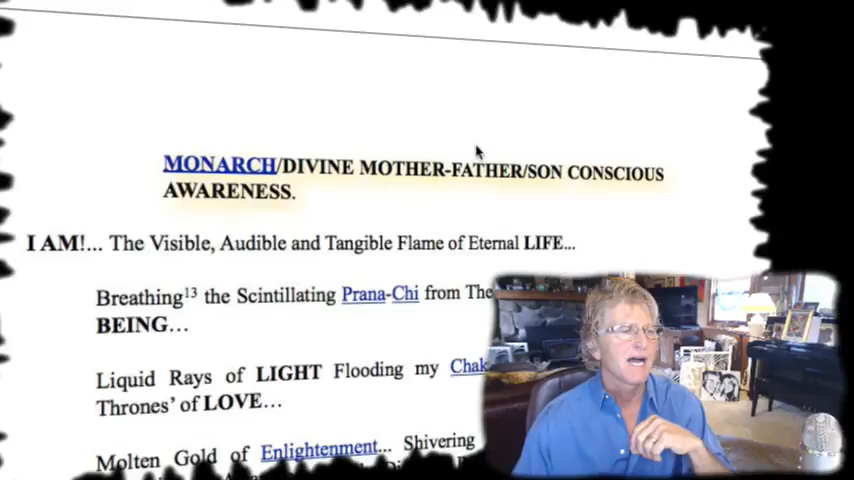 MONARCH/DIVINE MOTHER-FATHER/SON CONSCIOUS
AWARENESS.
I AM!... The Visible, Audible and Tangible Flame of Eternal LIFE...
Breathing13 the Scintillating Prana-Chi from The
BEING...
Liquid Rays of LIGHT Flooding my Chak
Thrones' of LOVE...
Molten Gold of Enlightenment... Shivering